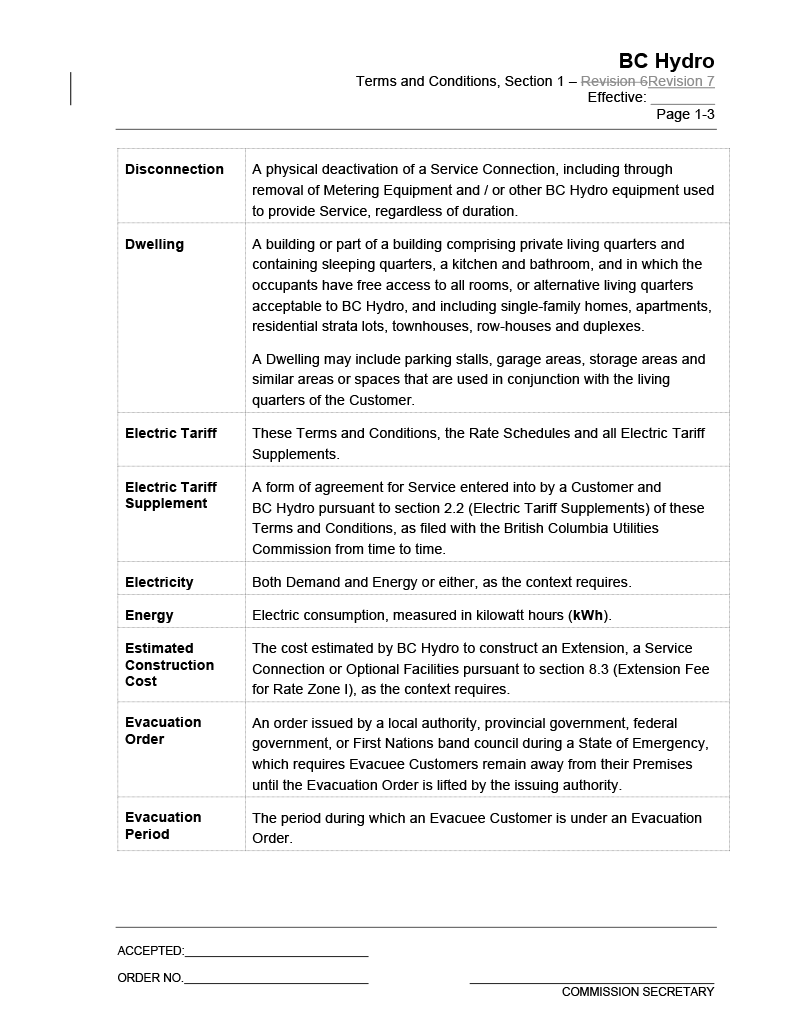 BC Hydro
Terms and Conditions, Section 1 – Revision 6Revision 7
Effective: ________
Page 1-3
Disconnection
A physical deactivation of a Service Connection, including through
removal of Metering Equipment and / or other BC Hydro equipment used
to provide Service, regardless of duration.
Dwelling
A building or part of a building comprising private living quarters and
containing sleeping quarters, a kitchen and bathroom, and in which the
occupants have free access to all rooms, or alternative living quarters
acceptable to BC Hydro, and including single-family homes, apartments,
residential strata lots, townhouses, row-houses and duplexes.
A Dwelling may include parking stalls, garage areas, storage areas and
similar areas or spaces that are used in conjunction with the living
quarters of the Customer.
Electric Tariff
These Terms and Conditions, the Rate Schedules and all Electric Tariff
Supplements.
Electric Tariff
Supplement
A form of agreement for Service entered into by a Customer and
BC Hydro pursuant to section 2.2 (Electric Tariff Supplements) of these
Terms and Conditions, as filed with the British Columbia Utilities
Commission from time to time.
Electricity
Both Demand and Energy or either, as the context requires.
Energy
Electric consumption, measured in kilowatt hours (kWh).
Estimated
Construction
Cost
The cost estimated by BC Hydro to construct an Extension, a Service
Connection or Optional Facilities pursuant to section 8.3 (Extension Fee
for Rate Zone I), as the context requires.
Evacuation
Order
An order issued by a local authority, provincial government, federal
government, or First Nations band council during a State of Emergency,
which requires Evacuee Customers remain away from their Premises
until the Evacuation Order is lifted by the issuing authority.
Evacuation
Period
The period during which an Evacuee Customer is under an Evacuation
Order.
ACCEPTED:____________________________
ORDER NO.____________________________
COMMISSION SECRETARY